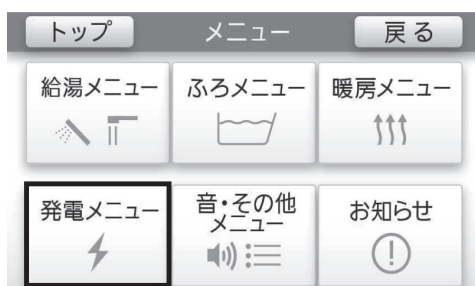 トップ メニュー 戻る
給湯メニュー ふろメニュー 暖房メニュー
発電メニュー 音・その他 お知らせ
メニュー